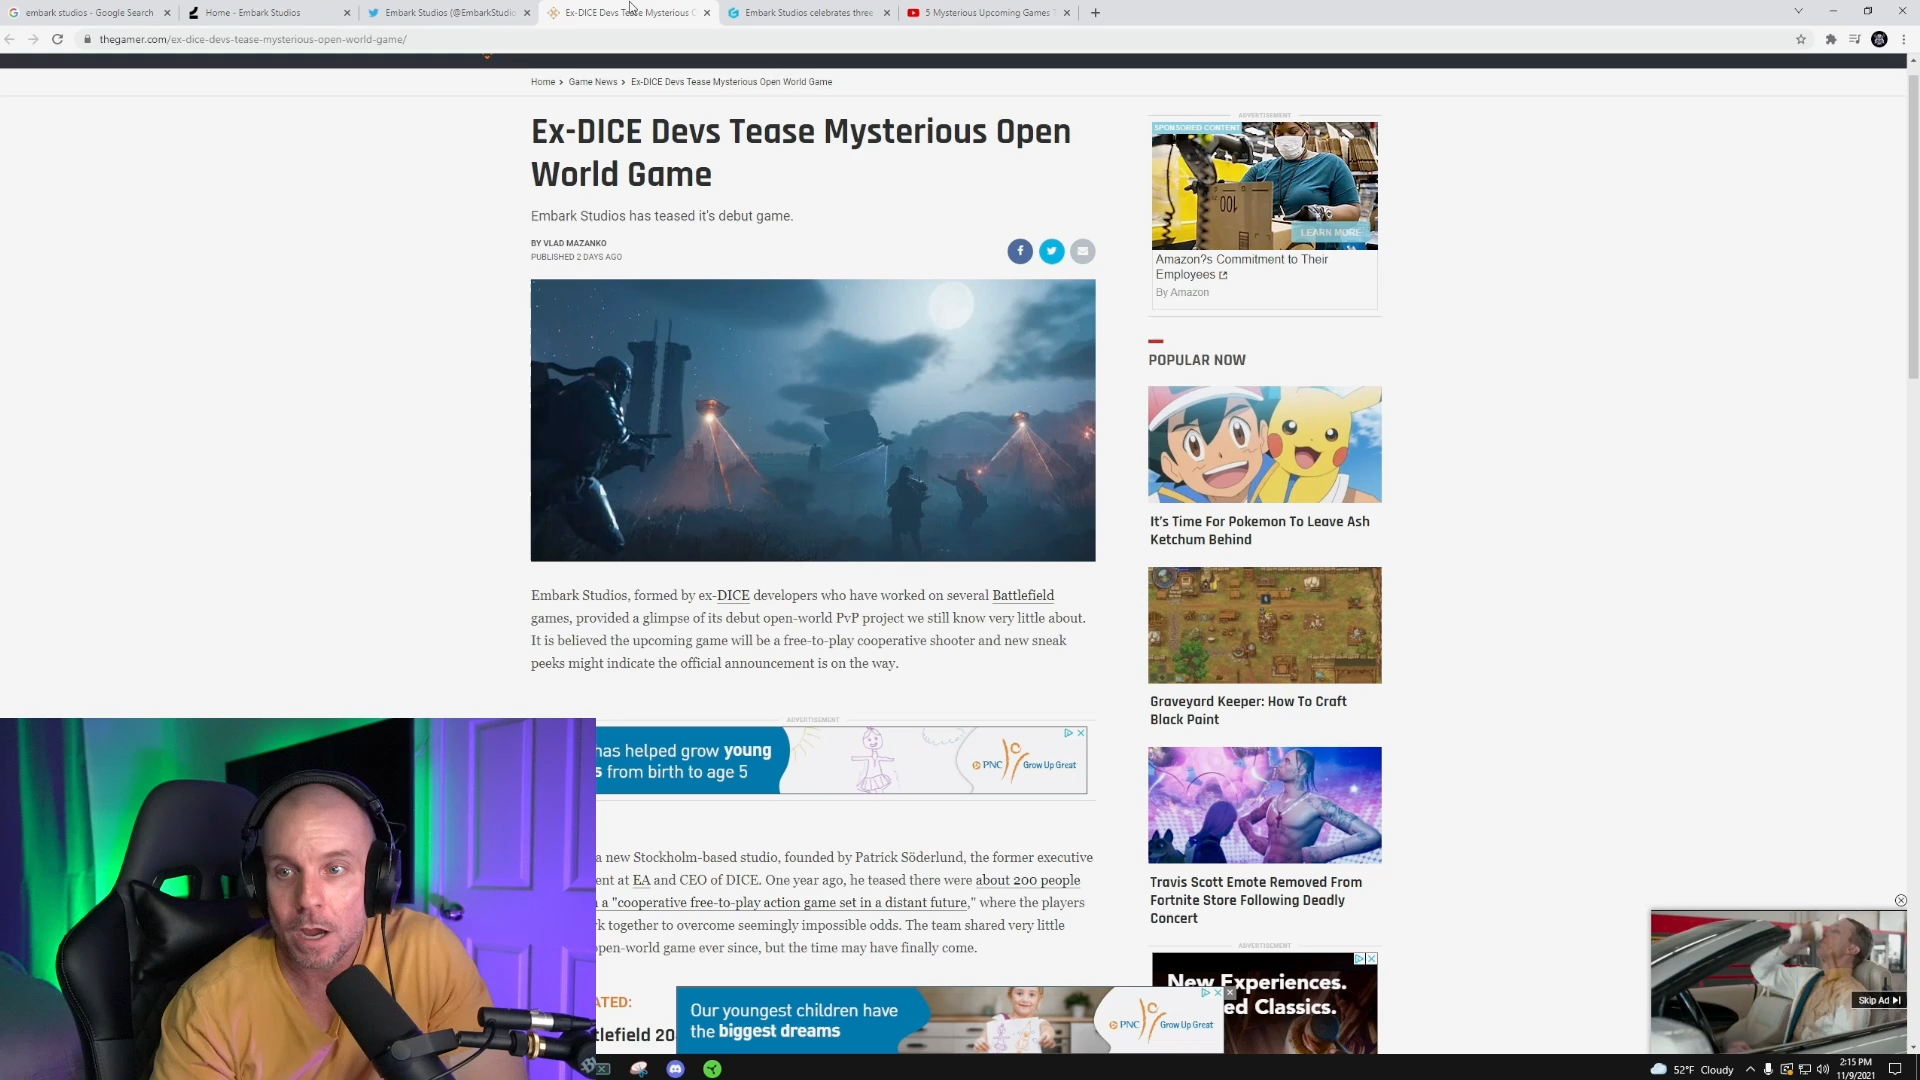 embark studios - Google Search
Home - Embark Studios
Embark Studios (@EmbarkStudio
Ex-DICE Devs Tease Mysterious O
Embark Studios celebrates three
5 Mysterious Upcoming Games
thegamer.com/ex-dice-devs-tease-mysterious-open-world-game/
Home > Game News > Ex-DICE Devs Tease Mysterious Open World Game
Ex-DICE Devs Tease Mysterious Open
World Game
Embark Studios has teased it's debut game.
BY VLAD MAZANKO
PUBLISHED 2 DAYS AGO
Embark Studios, formed by ex-DICE developers who have worked on several Battlefield
games, provided a glimpse of its debut open-world PvP project we still know very little about.
It is believed the upcoming game will be a free-to-play cooperative shooter and new sneak
peeks might indicate the official announcement is on the way.
ADVERTISEMENT
has helped grow young
s from birth to age 5
PNC Grow Up Great
a new Stockholm-based studio, founded by Patrick Söderlund, the former executive
ent at EA and CEO of DICE. One year ago, he teased there were about 200 people
a "cooperative free-to-play action game set in a distant future," where the players
k together to overcome seemingly impossible odds. The team shared very little
open-world game ever since, but the time may have finally come.
ATED:
tlefield 20
Our youngest children have
the biggest dreams
PNC Grow Up Great
ADVERTISEMENT
SPONSORED CONTENT
001
LEARN MORE
Amazon?s Commitment to Their
Employees
By Amazon
POPULAR NOW
It's Time For Pokemon To Leave Ash
Ketchum Behind
Graveyard Keeper: How To Craft
Black Paint
Travis Scott Emote Removed From
Fortnite Store Following Deadly
Concert
ADVERTISEMENT
New Experiences.
ed Classics.
Skip Ad
52°F Cloudy
2:15 PM
11/9/2021